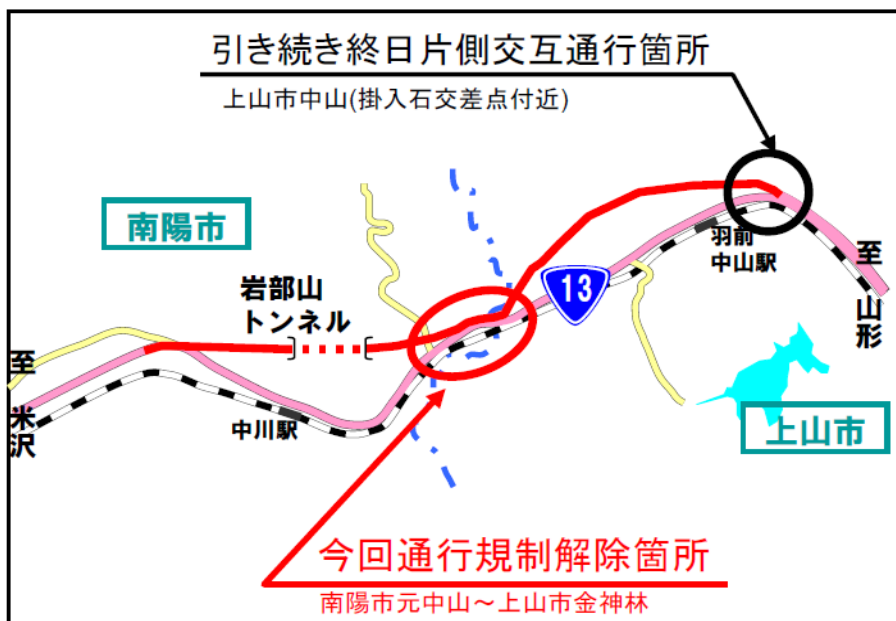 引き続き終日片側交互通行箇所
上山市中山(掛入石交差点付近)
南陽市
岩部山
トンネル
13
羽前
中山駅
至山形
至米沢
中川駅
上山市
今回通行規制解除箇所
南陽市元中山～上山市金神林